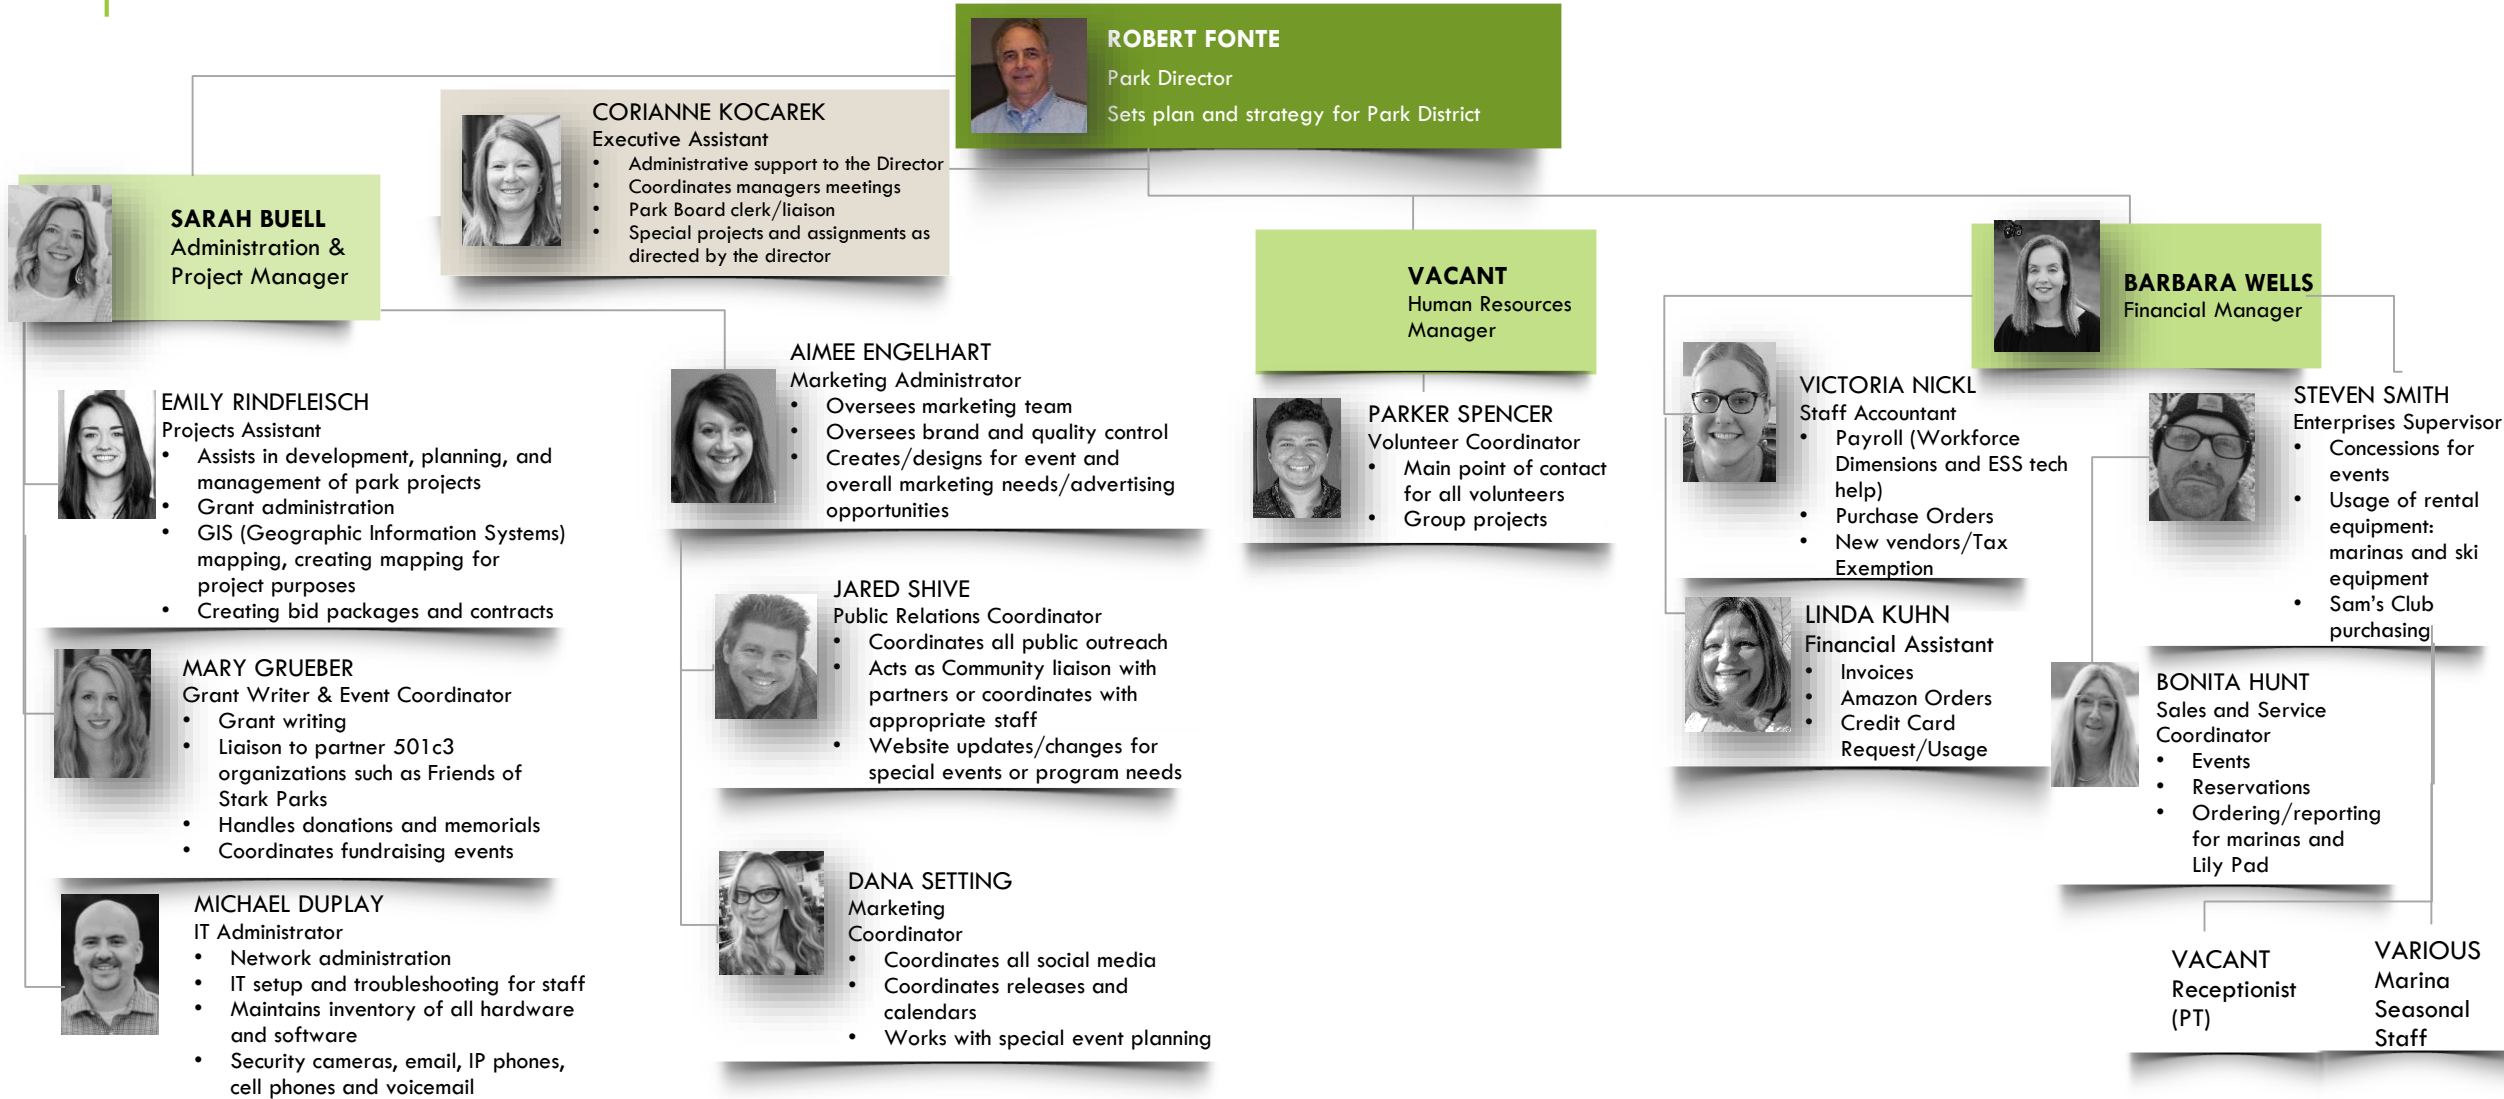 ROBERT FONTE
Park Director
Sets plan and strategy for Park District
CORIANNE KOCAREK
Executive Assistant
• Administrative support to the Director
• Coordinates managers meetings
• Park Board clerk/liaison
• Special projects and assignments as
directed by the director
SARAH BUELL
Administration &
Project Manager
EMILY RINDFLEISCH
Projects Assistant
• Assists in development, planning, and
management of park projects
• Grant administration
• GIS (Geographic Information Systems)
mapping, creating mapping for
project purposes
• Creating bid packages and contracts
MARY GRUEBER
Grant Writer & Event Coordinator
• Grant writing
• Liaison to partner 501c3
organizations such as Friends of
Stark Parks
• Handles donations and memorials
• Coordinates fundraising events
MICHAEL DUPLAY
IT Administrator
• Network administration
• IT setup and troubleshooting for staff
• Maintains inventory of all hardware
and software
• Security cameras, email, IP phones,
cell phones and voicemail
AIMEE ENGELHART
Marketing Administrator
• Oversees marketing team
• Oversees brand and quality control
• Creates/designs for event and
overall marketing needs/advertising
opportunities
JARED SHIVE
Public Relations Coordinator
• Coordinates all public outreach
• Acts as Community liaison with
partners or coordinates with
appropriate staff
• Website updates/changes for
special events or program needs
DANA SETTING
Marketing
Coordinator
• Coordinates all social media
• Coordinates releases and
calendars
• Works with special event planning
VACANT
Human Resources
Manager
PARKER SPENCER
Volunteer Coordinator
• Main point of contact
for all volunteers
• Group projects
BARBARA WELLS
Financial Manager
VICTORIA NICKL
Staff Accountant
• Payroll (Workforce
Dimensions and ESS tech
help)
• Purchase Orders
• New vendors/Tax
Exemption
LINDA KUHN
Financial Assistant
• Invoices
• Amazon Orders
• Credit Card
Request/Usage
STEVEN SMITH
Enterprises Supervisor
• Concessions for
events
• Usage of rental
equipment:
marinas and ski
equipment
• Sam's Club
purchasing
BONITA HUNT
Sales and Service
Coordinator
• Events
• Reservations
• Ordering/reporting
for marinas and
Lily Pad
VACANT
Receptionist
(PT)
VARIOUS
Marina
Seasonal
Staff